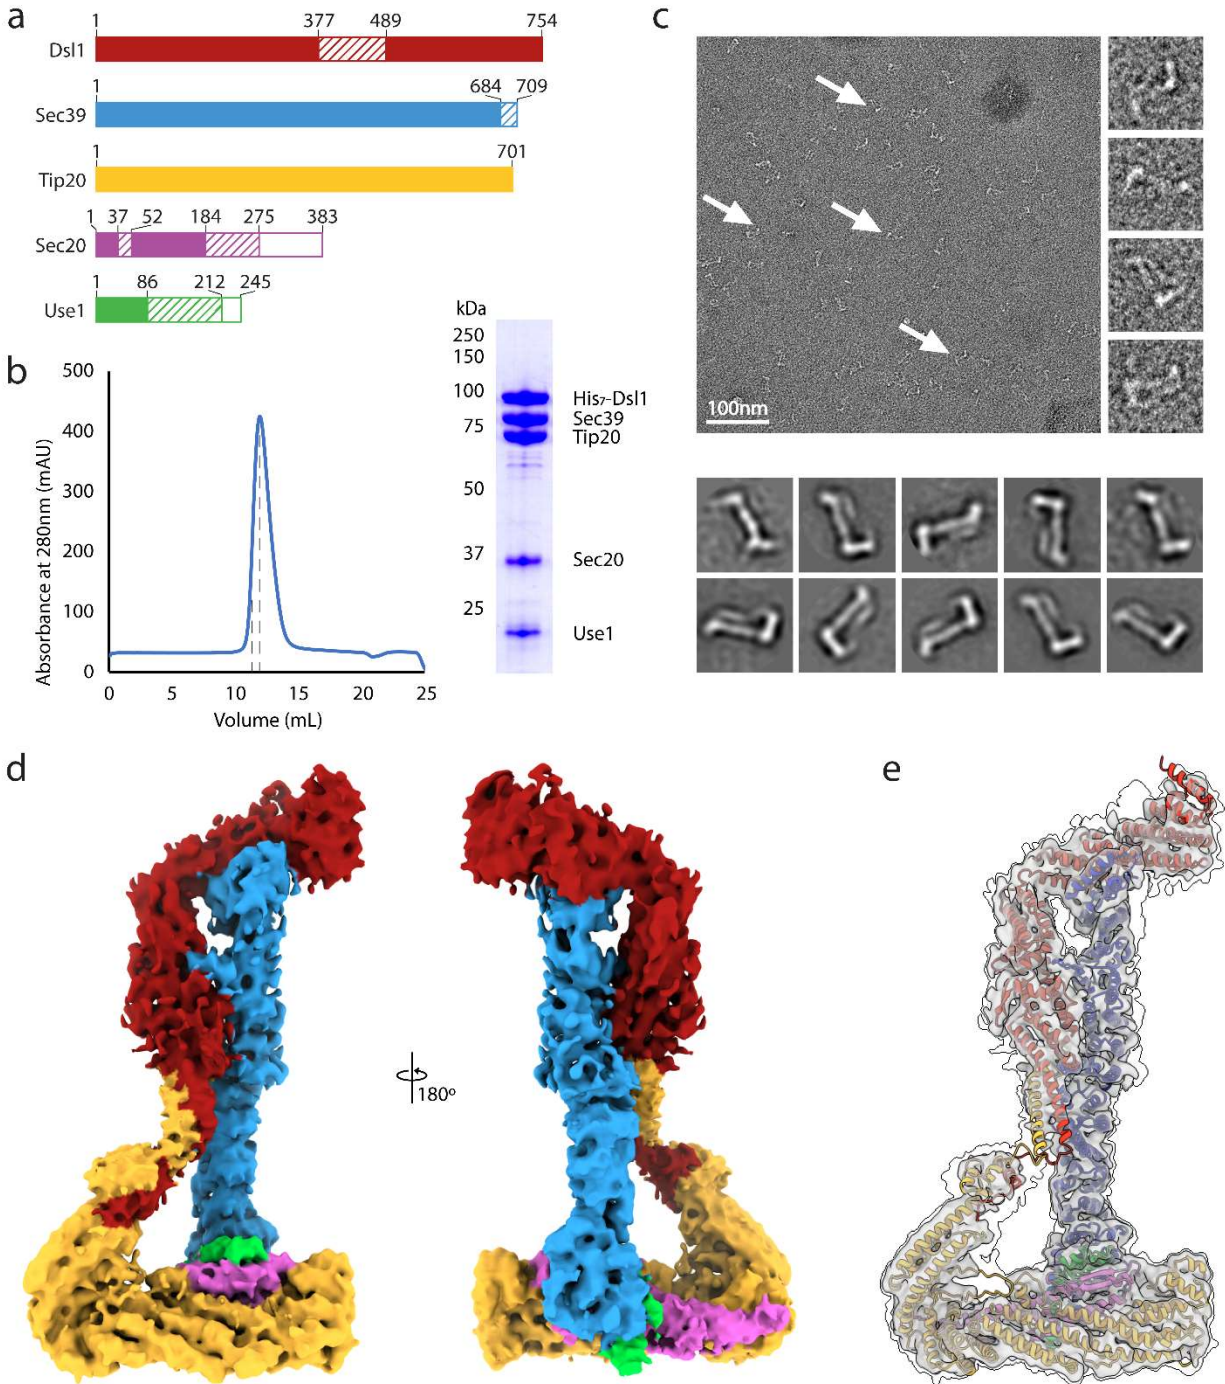 a
1 377 489 754
Dsl1
1 684 709
Sec39
1 701
Tip20
1 37 52 184 275 383
Sec20
1 86 212 245
Use1
b
500
400
300
200
100
0
Absorbance at 280nm (mAU)
0 5 10 15 20 25
Volume (mL)
kDa
250
150
100
75
50
37
25
His₇-Dsl1
Sec39
Tip20
Sec20
Use1
c
100nm
d
180º
e